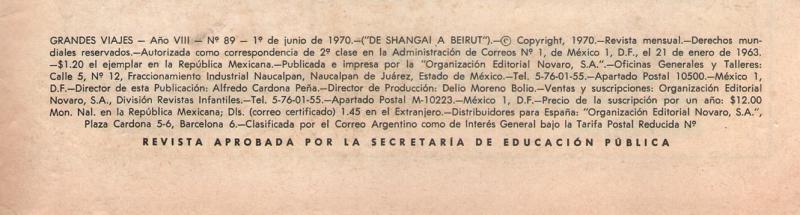 GRANDES VIAJES — Año VIII — Nº 89 — 1º de junio de 1970.—("DE SHANGAI A BEIRUT").—© Copyright, 1970.—Revista mensual.—Derechos mun-
diales reservados.—Autorizada como correspondencia de 2ª clase en la Administración de Correos Nº 1, de México 1, D.F., el 21 de enero de 1963.
—$1.20 el ejemplar en la República Mexicana.—Publicada e impresa por la "Organización Editorial Novaro, S.A.".—Oficinas Generales y Talleres:
Calle 5, Nº 12, Fraccionamiento Industrial Naucalpan, Naucalpan de Juárez, Estado de México.—Tel. 5-76-01-55.—Apartado Postal 10500.—México 1,
D.F.—Director de esta Publicación: Alfredo Cardona Peña.—Director de Producción: Delio Moreno Bolio.—Ventas y suscripciones: Organización Editorial
Novaro, S.A., División Revistas Infantiles.—Tel. 5-76-01-55.—Apartado Postal M-10223.—México 1, D.F.—Precio de la suscripción por un año: $12.00
Mon. Nal. en la República Mexicana; Dls. (correo certificado) 1.45 en el Extranjero.—Distribuidores para España: "Organización Editorial Novaro, S.A.",
Plaza Cardona 5-6, Barcelona 6.—Clasificada por el Correo Argentino como de Interés General bajo la Tarifa Postal Reducida Nº
REVISTA APROBADA POR LA SECRETARÍA DE EDUCACIÓN PÚBLICA